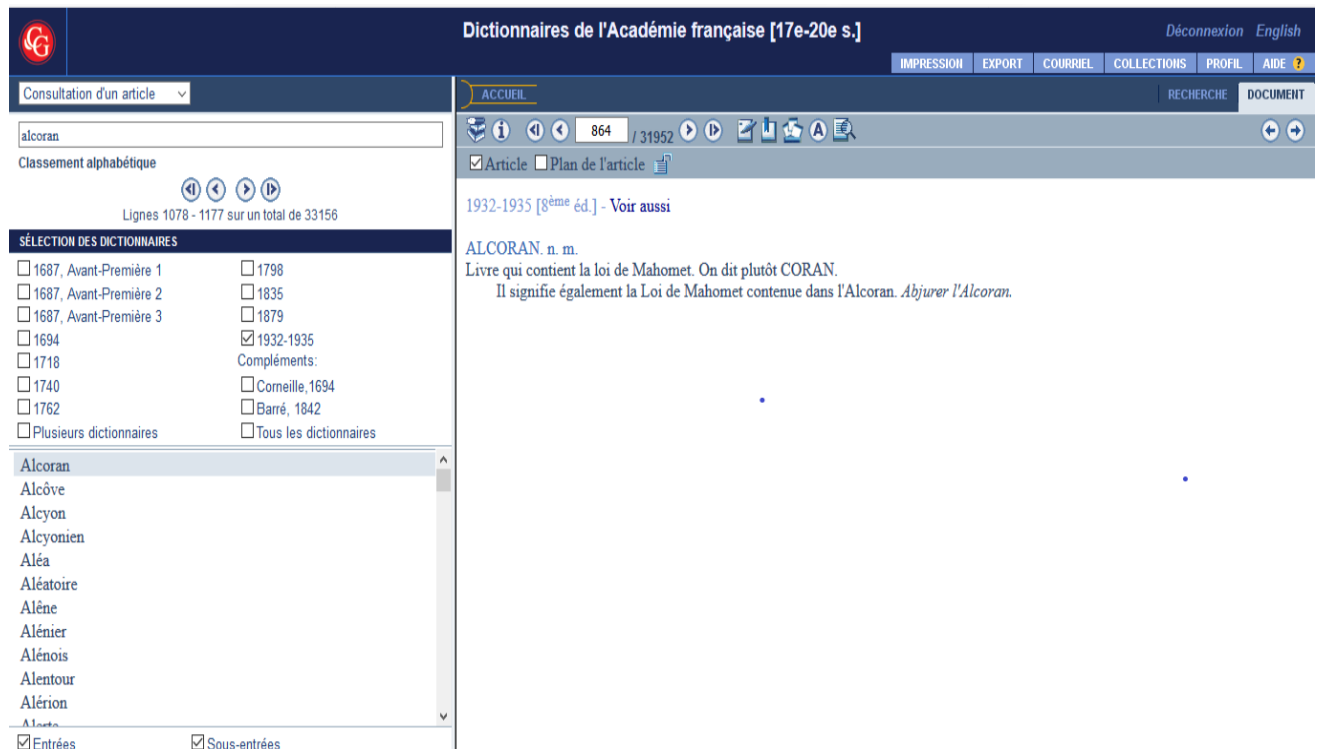 Dictionnaires de l'Académie française [17e-20e s.]
Déconnexion English
IMPRESSION EXPORT COURRIEL COLLECTIONS PROFIL AIDE ?
Consultation d'un article
ACCUEIL
RECHERCHE DOCUMENT
alcoran
864 / 31952
Classement alphabétique
Article Plan de l'article
Lignes 1078 - 1177 sur un total de 33156
SÉLECTION DES DICTIONNAIRES
1687, Avant-Première 1
1798
1687, Avant-Première 2
1835
1687, Avant-Première 3
1879
1694
1932-1935
1718
Compléments:
1740
Corneille,1694
1762
Barré, 1842
Plusieurs dictionnaires
Tous les dictionnaires
Alcoran
Alcôve
Alcyon
Alcyonien
Aléa
Aléatoire
Alêne
Alénier
Alénois
Alentour
Alérion
Alerte
Entrées
Sous-entrées
1932-1935 [8ème éd.] - Voir aussi
ALCORAN. n. m.
Livre qui contient la loi de Mahomet. On dit plutôt CORAN.
Il signifie également la Loi de Mahomet contenue dans l'Alcoran. Abjurer l'Alcoran.